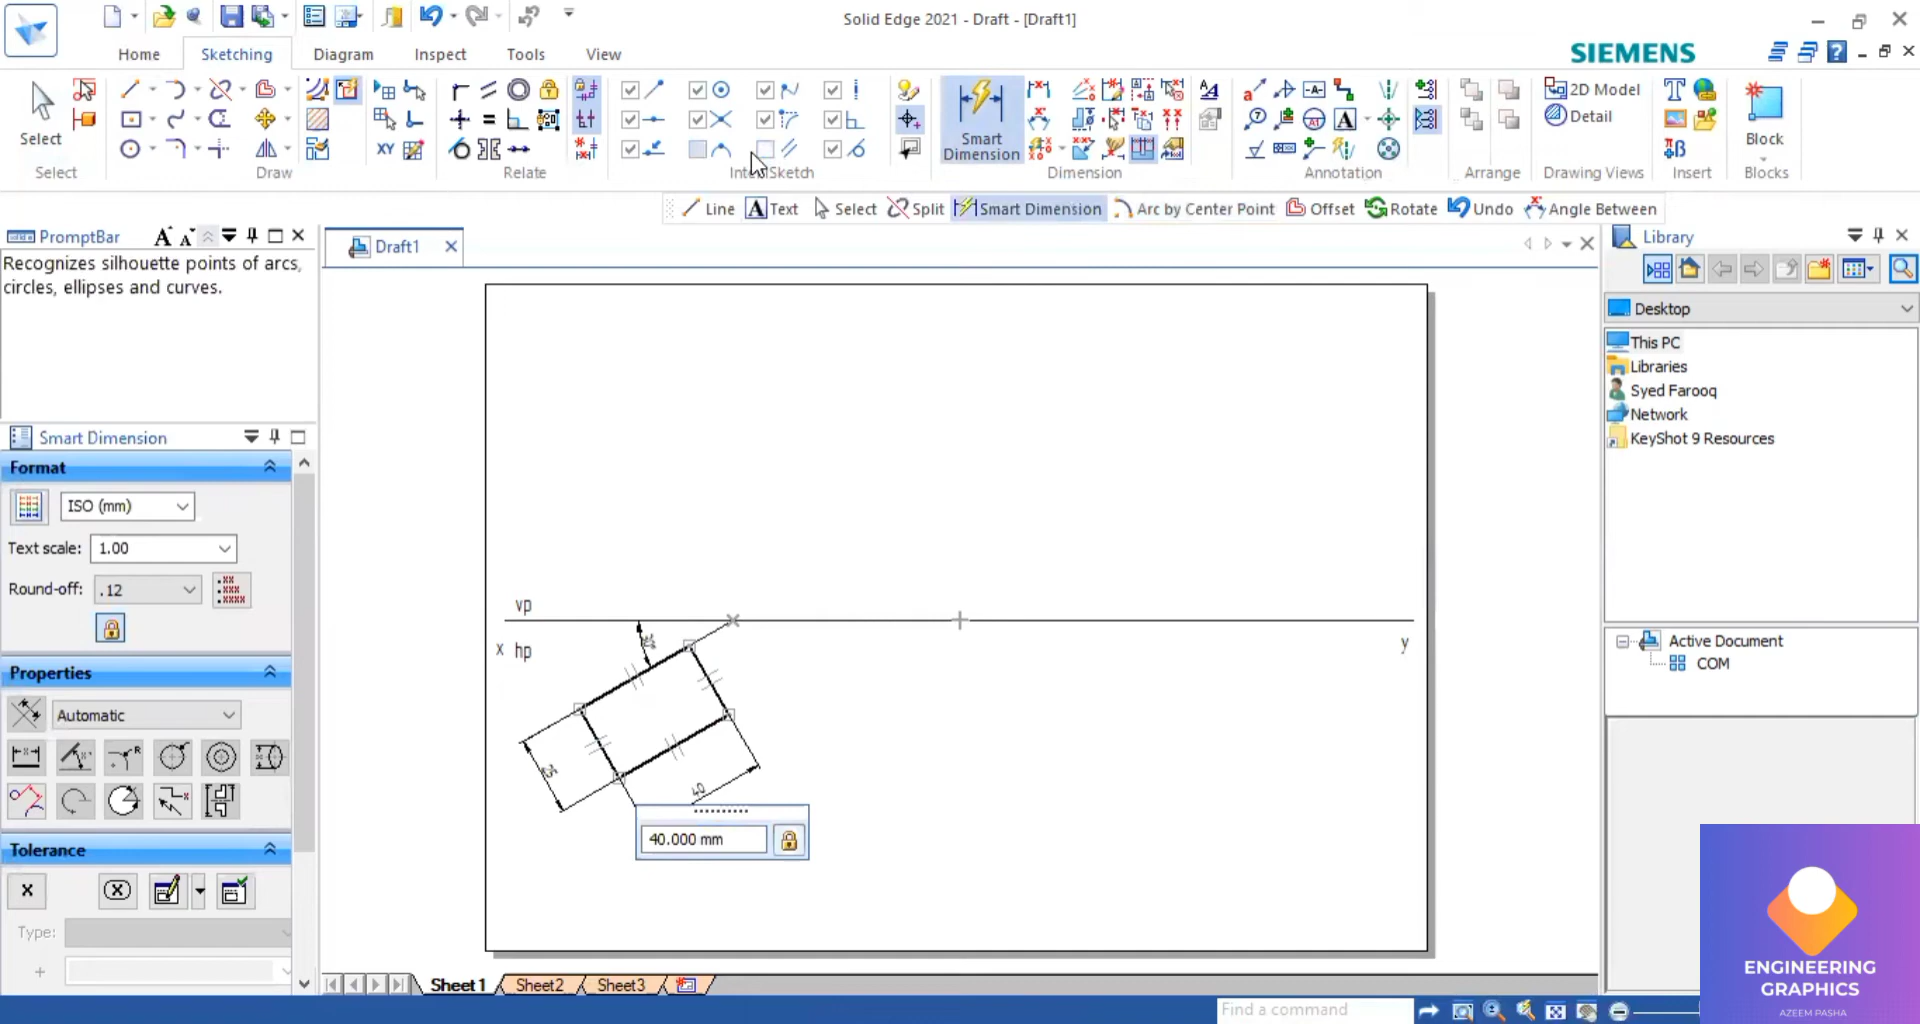 Solid Edge 2021 - Draft - [Draft1]
Home
Sketching
Diagram
Inspect
Tools
View
SIEMENS
Select
Smart Dimension
2D Model
Detail
Block
XY
Select
Draw
Relate
IntelliSketch
Dimension
Annotation
Arrange
Drawing Views
Insert
Blocks
Line
Text
Select
Split
Smart Dimension
Arc by Center Point
Offset
Rotate
Undo
Angle Between
PromptBar
Recognizes silhouette points of arcs,
circles, ellipses and curves.
Draft1
Library
Desktop
This PC
Libraries
Syed Farooq
Network
KeyShot 9 Resources
Active Document
COM
Smart Dimension
Format
ISO (mm)
Text scale: 1.00
Round-off: .12
Properties
Automatic
Tolerance
Type:
vp
x hp
y
25
40
40.000 mm
Sheet1
Sheet2
Sheet3
Find a command
ENGINEERING
GRAPHICS
AZEEM PASHA